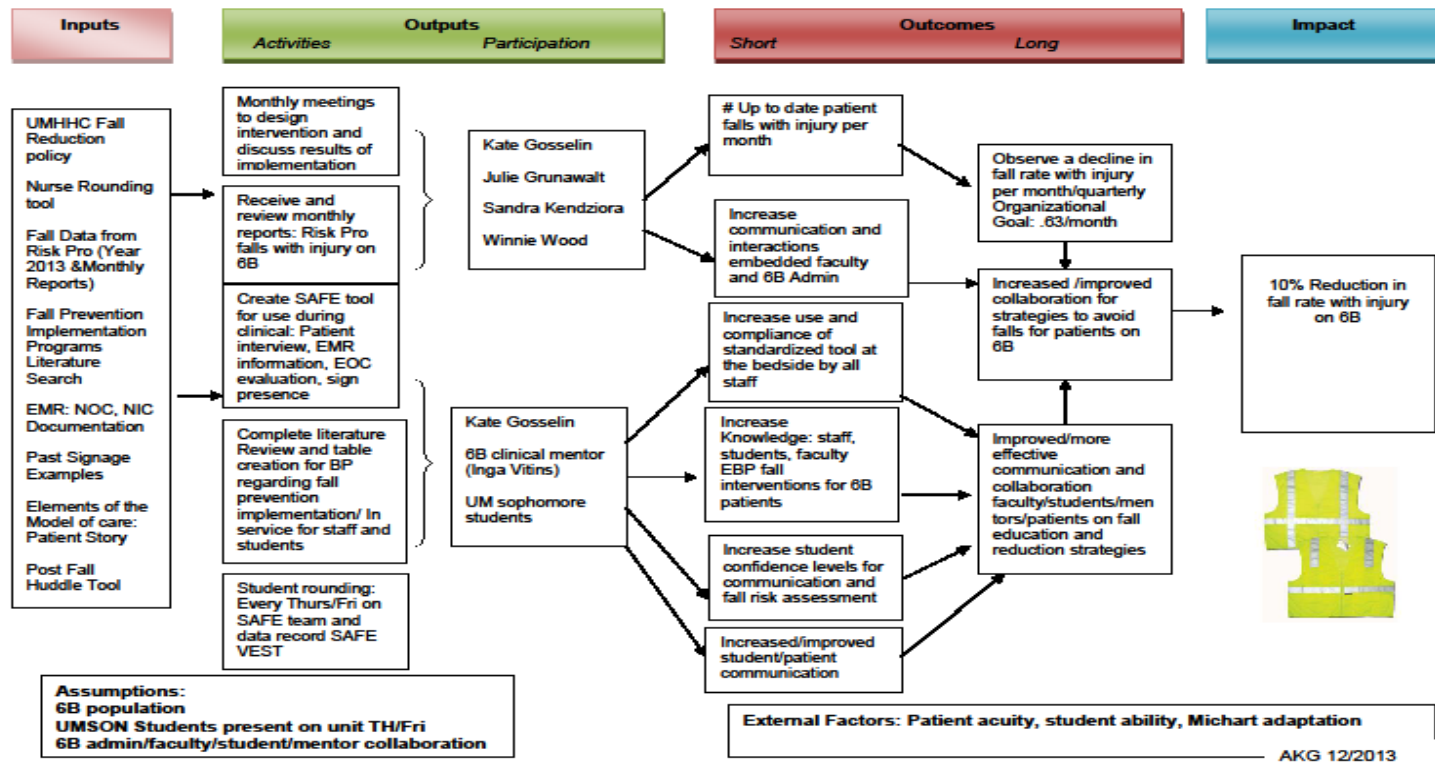 Inputs
Outputs
Activities
Participation
Outcomes
Short
Long
Impact
UMHHC Fall
Reduction
policy
Nurse Rounding
tool
Fall Data from
Risk Pro (Year
2013 &Monthly
Reports)
Fall Prevention
Implementation
Programs
Literature
Search
EMR: NOC, NIC
Documentation
Past Signage
Examples
Elements of the
Model of care:
Patient Story
Post Fall
Huddle Tool
Monthly meetings
to design
intervention and
discuss results of
implementation
Receive and
review monthly
reports: Risk Pro
falls with injury on
6B
Create SAFE tool
for use during
clinical: Patient
interview, EMR
information, EOC
evaluation, sign
presence
Complete literature
Review and table
creation for BP
regarding fall
prevention
implementation/ In
service for staff and
students
Student rounding:
Every Thurs/Fri on
SAFE team and
data record SAFE
VEST
Kate Gosselin
Julie Grunawalt
Sandra Kendziora
Winnie Wood
Kate Gosselin
6B clinical mentor
(Inga Vitins)
UM sophomore
students
# Up to date patient
falls with injury per
month
Increase
communication and
interactions
embedded faculty
and 6B Admin
Increase use and
compliance of
standardized tool at
the bedside by all
staff
Increase
Knowledge: staff,
students, faculty
EBP fall
interventions for 6B
patients
Increase student
confidence levels for
communication and
fall risk assessment
Increased/improved
student/patient
communication
Observe a decline in
fall rate with injury
per month/quarterly
Organizational
Goal: .63/month
Increased /improved
collaboration for
strategies to avoid
falls for patients on
6B
Improved/more
effective
communication and
collaboration
faculty/students/men
tors/patients on fall
education and
reduction strategies
10% Reduction in
fall rate with injury
on 6B
Assumptions:
6B population
UMSON Students present on unit TH/Fri
6B admin/faculty/student/mentor collaboration
External Factors: Patient acuity, student ability, Michart adaptation
AKG 12/2013